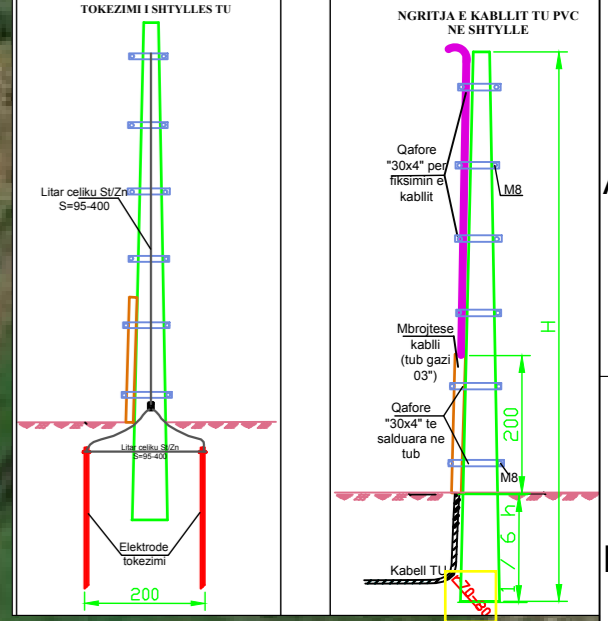 TOKEZIMI I SHTYLLES TU
Litar celiku St/Zn
S=95-400
Litar celiku St/Zn
S=95-400
Elektrode
tokezimi
200
NGRITJA E KABLLIT TU PVC
NE SHTYLLE
Qafore
"30x4" per
fiksimin e
kabllit
M8
H
Mbrojtese
kablli
(tub gazi
03")
Qafore
"30x4" te
salduara ne
tub
200
M8
1 / 6 h
Kabell TU